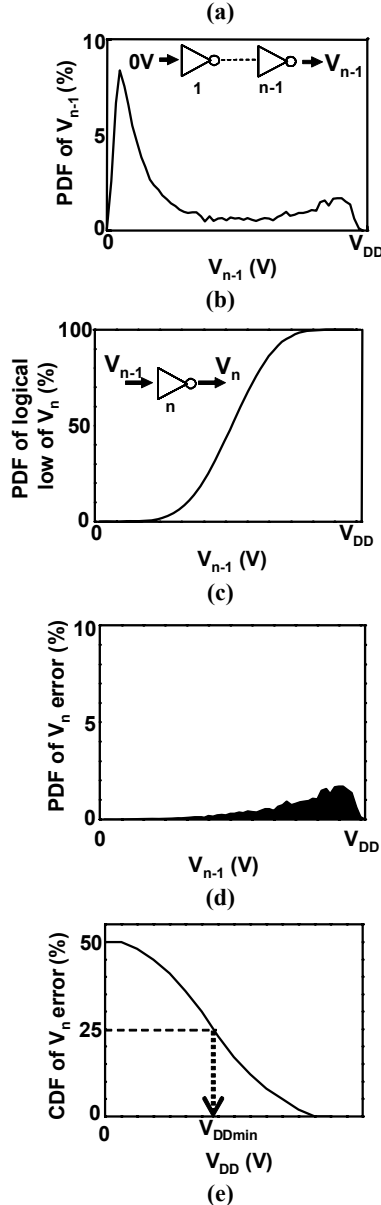 (a)
10
5
0
PDF of Vn-1 (%)
0V
1
n-1
Vn-1
0
VDD
Vn-1 (V)
(b)
100
50
0
PDF of logical
low of Vn (%)
Vn-1
Vn
n
0
VDD
Vn-1 (V)
(c)
10
5
0
PDF of Vn error (%)
0
VDD
Vn-1 (V)
(d)
50
25
0
CDF of Vn error (%)
0
VDDmin
VDD (V)
(e)